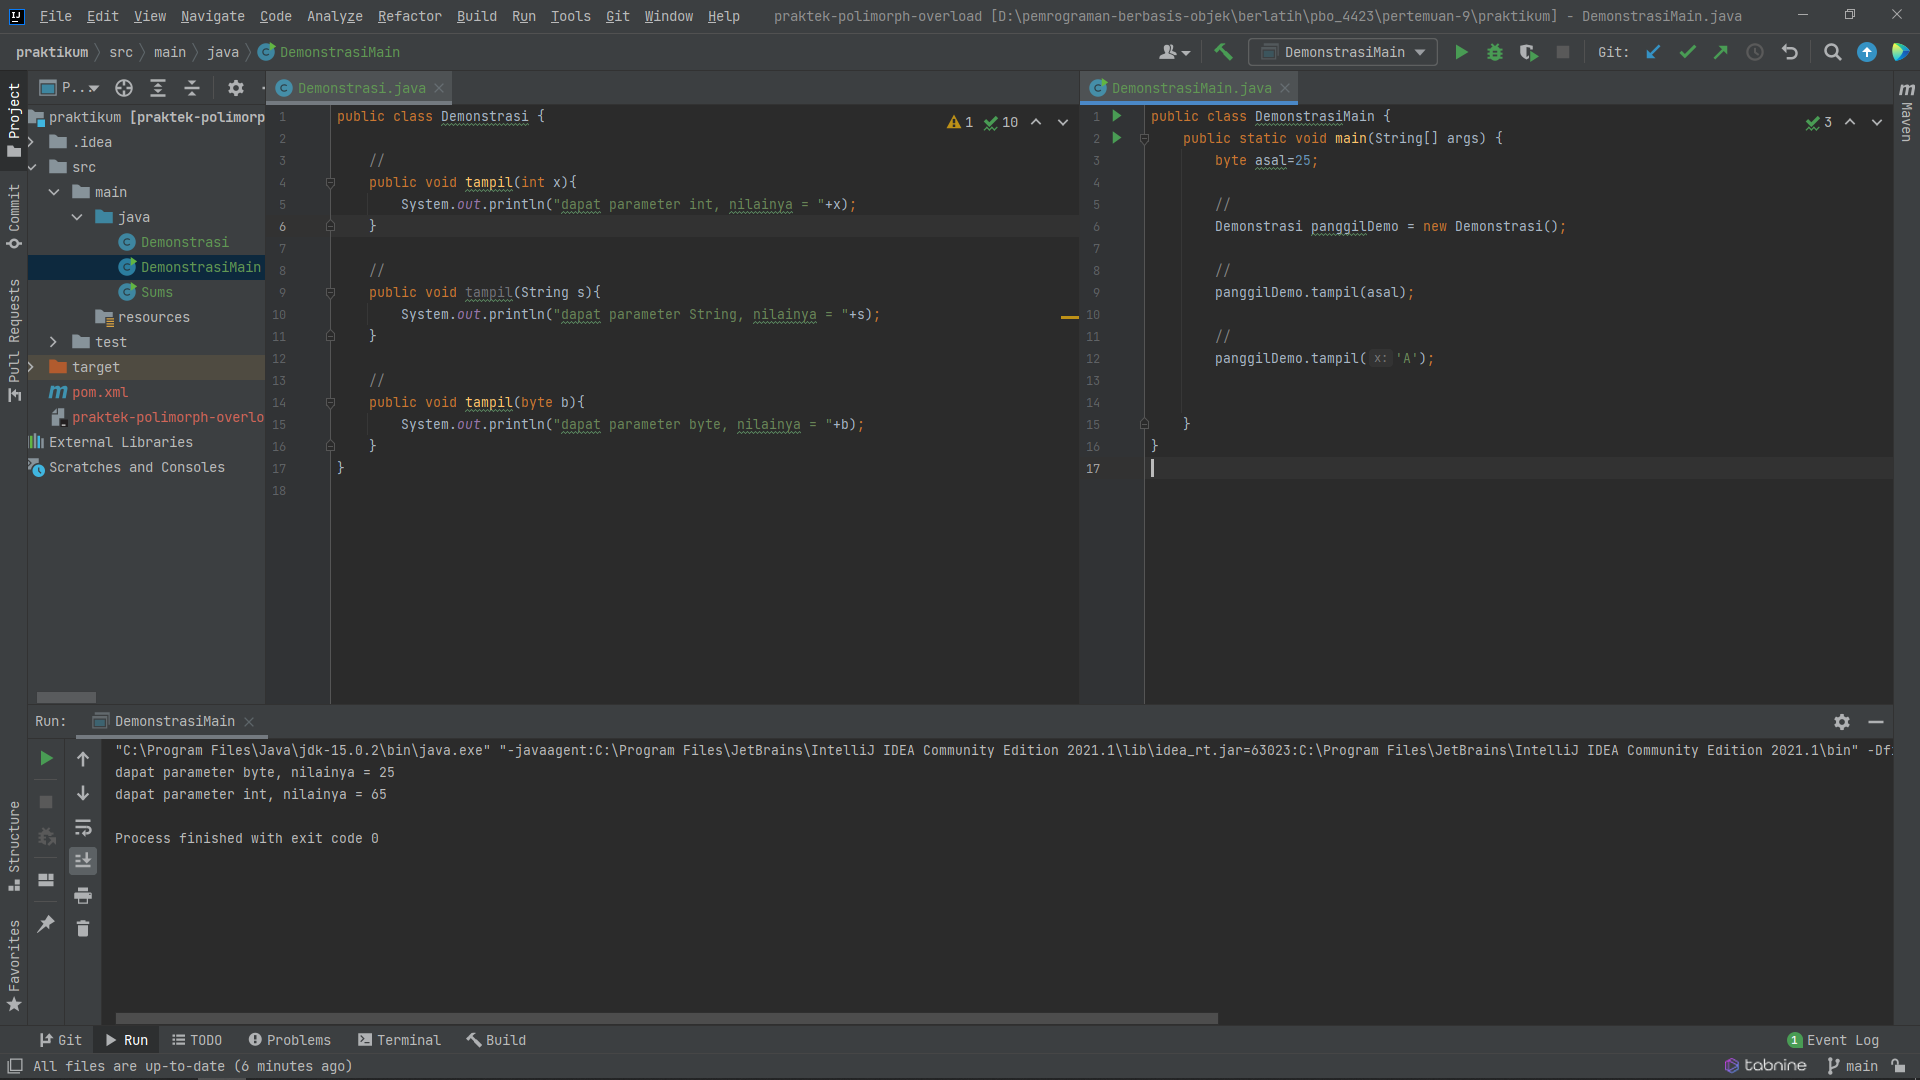 File Edit View Navigate Code Analyze Refactor Build Run Tools Git Window Help praktek-polimorph-overload [D:\pemrograman-berbasis-objek\berlatih\pbo_4423\pertemuan-9\praktikum] - DemonstrasiMain.java
praktikum src main java DemonstrasiMain
DemonstrasiMain Git:
Project
Commit
Pull Requests
Structure
Favorites
P..
praktikum [praktek-polimorp
.idea
src
main
java
Demonstrasi
DemonstrasiMain
Sums
resources
test
target
pom.xml
praktek-polimorph-overlo
External Libraries
Scratches and Consoles
Demonstrasi.java
1 10
1 public class Demonstrasi {
2
3 //
4 public void tampil(int x){
5 System.out.println("dapat parameter int, nilainya = "+x);
6 }
7
8 //
9 public void tampil(String s){
10 System.out.println("dapat parameter String, nilainya = "+s);
11 }
12
13 //
14 public void tampil(byte b){
15 System.out.println("dapat parameter byte, nilainya = "+b);
16 }
17 }
18
DemonstrasiMain.java
3
1 public class DemonstrasiMain {
2 public static void main(String[] args) {
3 byte asal=25;
4
5 //
6 Demonstrasi panggilDemo = new Demonstrasi();
7
8 //
9 panggilDemo.tampil(asal);
10
11 //
12 panggilDemo.tampil( x: 'A');
13
14
15 }
16 }
17
Maven
Run: DemonstrasiMain
"C:\Program Files\Java\jdk-15.0.2\bin\java.exe" "-javaagent:C:\Program Files\JetBrains\IntelliJ IDEA Community Edition 2021.1\lib\idea_rt.jar=63023:C:\Program Files\JetBrains\IntelliJ IDEA Community Edition 2021.1\bin" -Dfi
dapat parameter byte, nilainya = 25
dapat parameter int, nilainya = 65
Process finished with exit code 0
Git Run TODO Problems Terminal Build 1 Event Log
All files are up-to-date (6 minutes ago) tabnine main